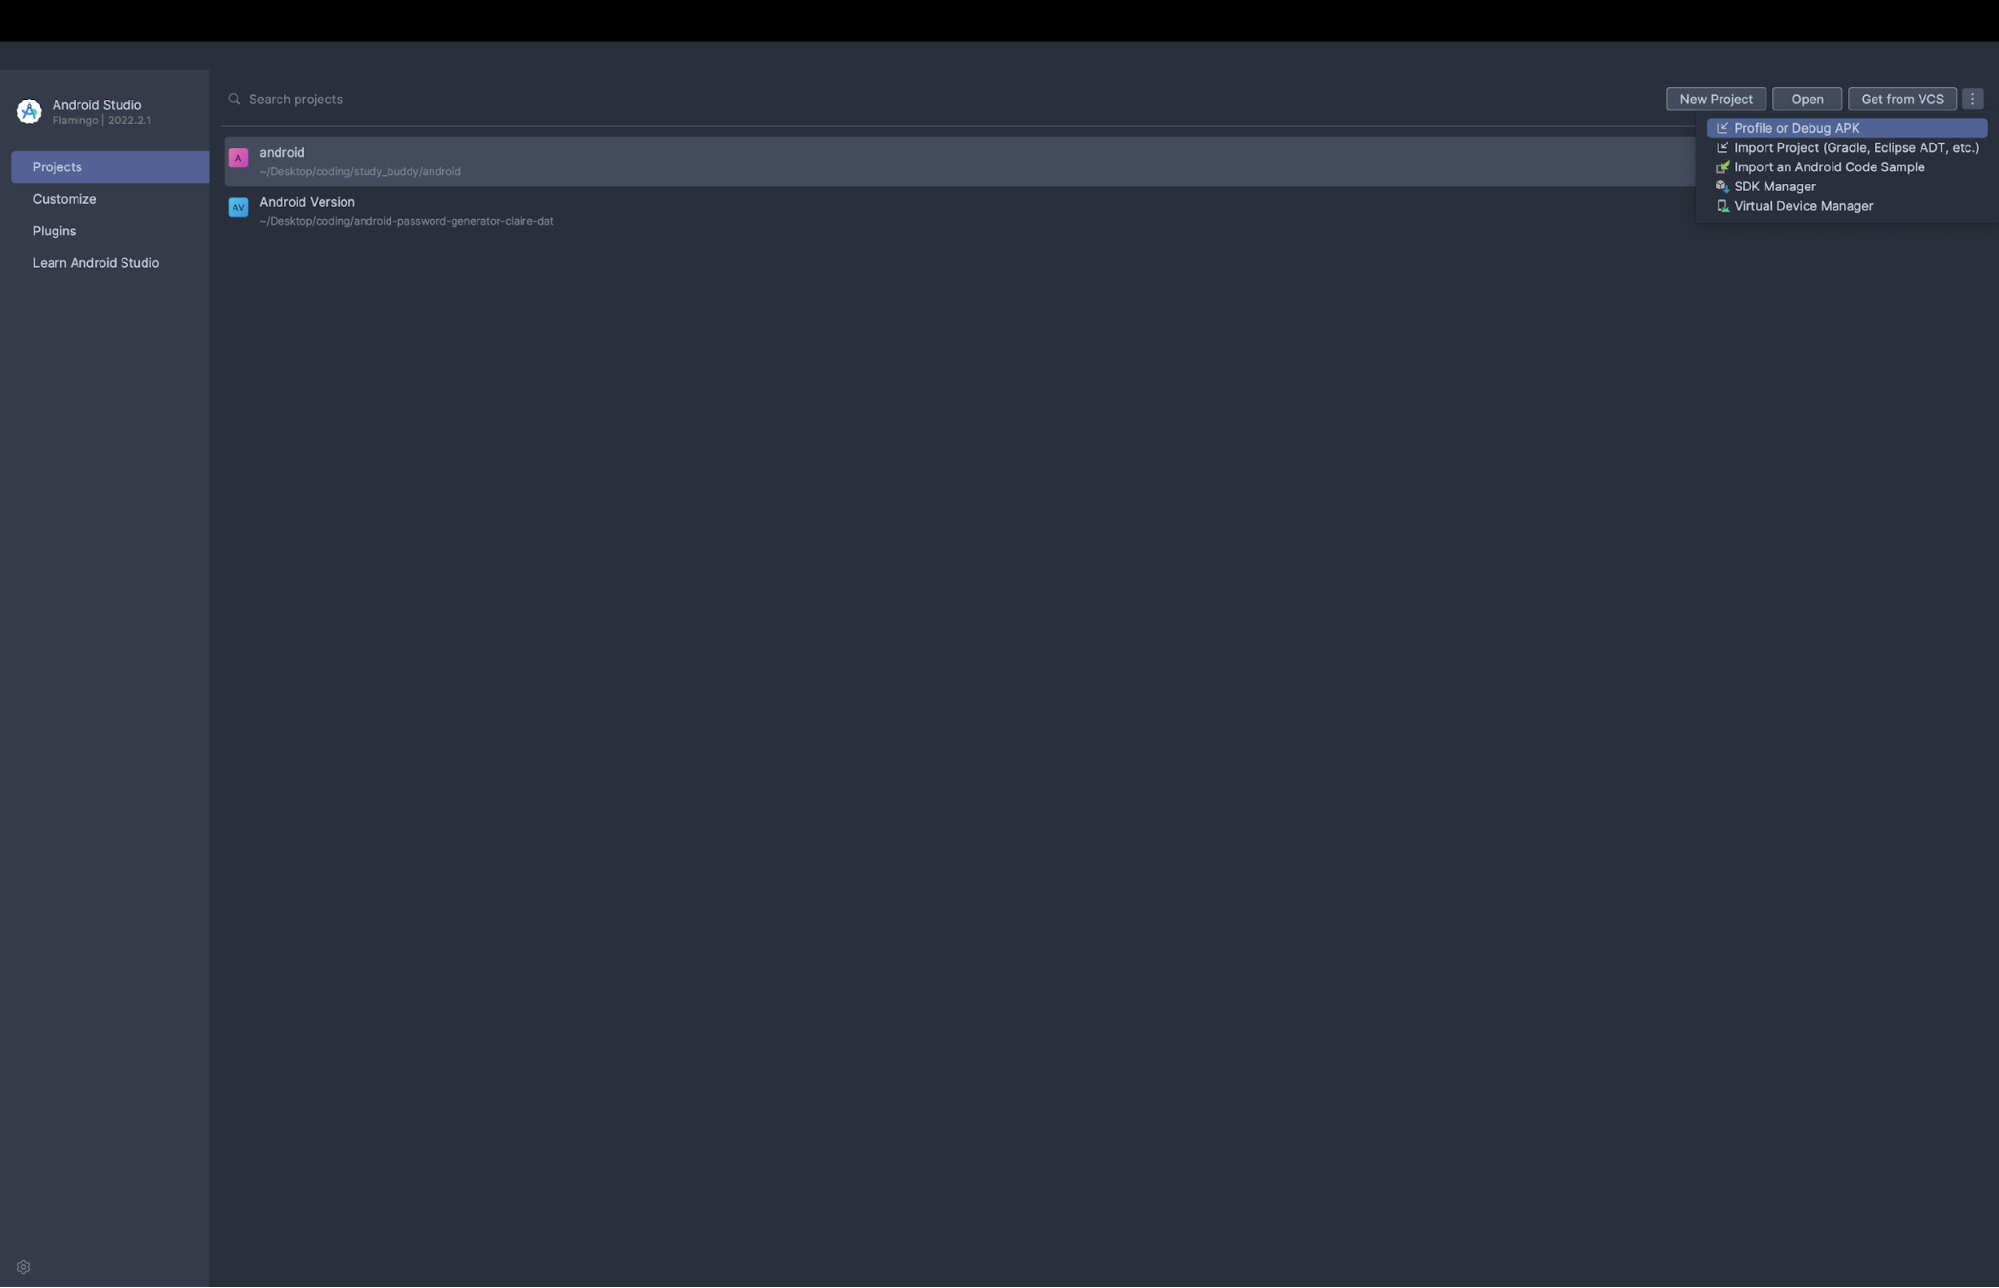 Android Studio
Flamingo | 2022.2.1
Projects
Customize
Plugins
Learn Android Studio
Search projects
New Project
Open
Get from VCS
A
android
~/Desktop/coding/study_buddy/android
AV
Android Version
~/Desktop/coding/android-password-generator-claire-dat
Profile or Debug APK
Import Project (Gradle, Eclipse ADT, etc.)
Import an Android Code Sample
SDK Manager
Virtual Device Manager